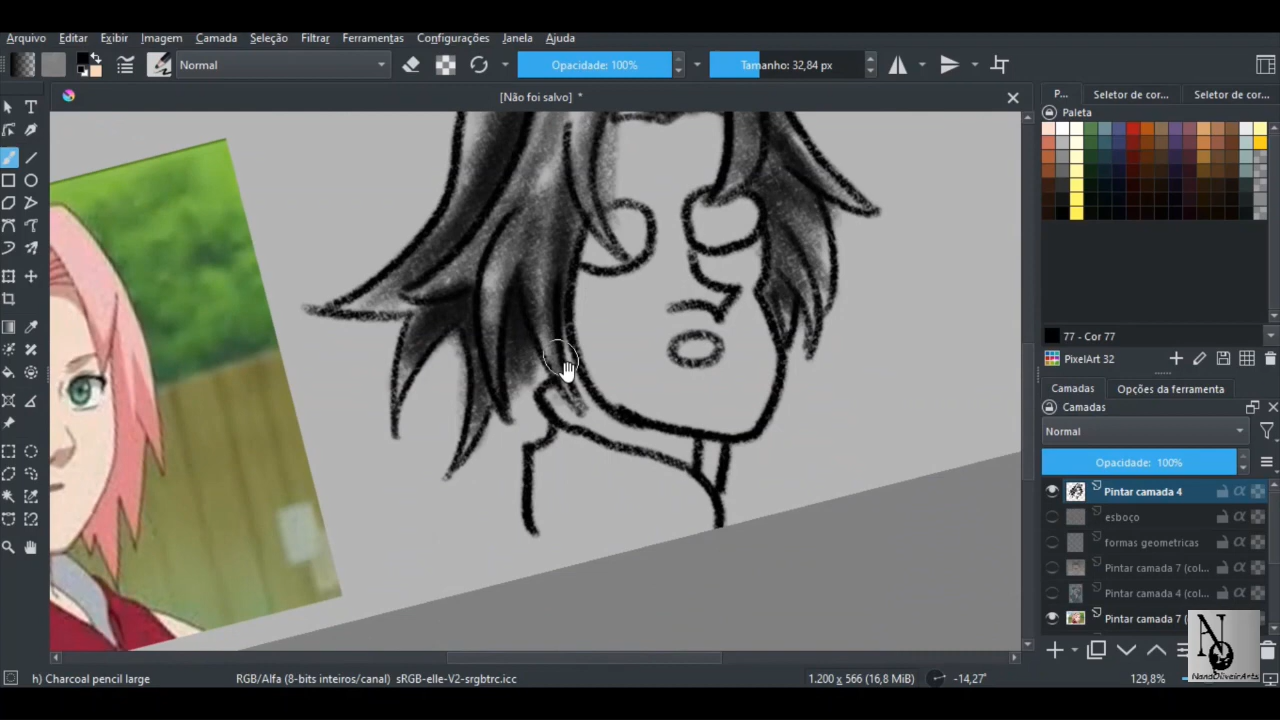 Arquivo Editar Exibir Imagem Camada Seleção Filtrar Ferramentas Configurações Janela Ajuda
Normal Opacidade: 100% Tamanho: 32,84 px
[Não foi salvo] *
P... Seletor de cor... Seletor de cor...
Paleta
77 - Cor 77
PixelArt 32
Camadas Opções da ferramenta
Camadas
Normal
Opacidade: 100%
Pintar camada 4
esboço
formas geometricas
Pintar camada 7 (col...
Pintar camada 4 (col...
Pintar camada 7
NandOliveirArts
h) Charcoal pencil large RGB/Alfa (8-bits inteiros/canal) sRGB-elle-V2-srgbtrc.icc 1.200 x 566 (16,8 MiB) -14,27° 129,8%